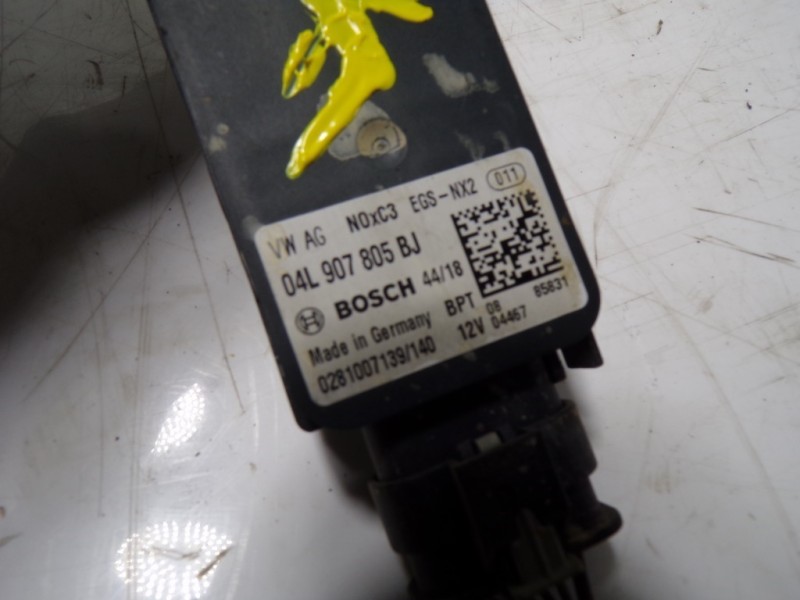 VW AG NOxC3 EGS-NX2 011
04L 907 805 BJ
BOSCH 44/18
Made in Germany BPT 08 85831
0281007139/140 12V 04467